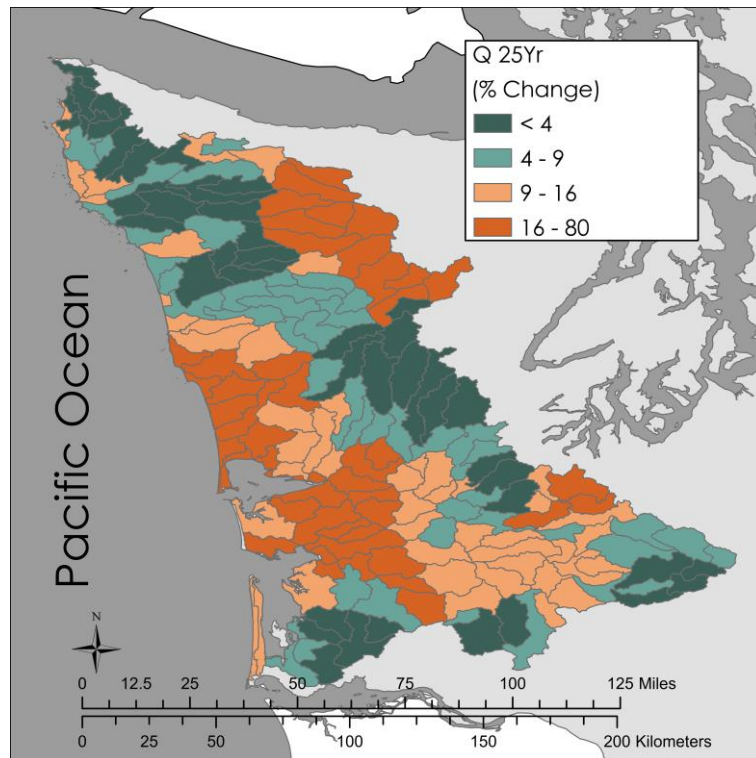 Q 25Yr
(% Change)
< 4
4 - 9
9 - 16
16 - 80
Pacific Ocean
N
0 12.5 25 50 75 100 125 Miles
0 25 50 100 150 200 Kilometers